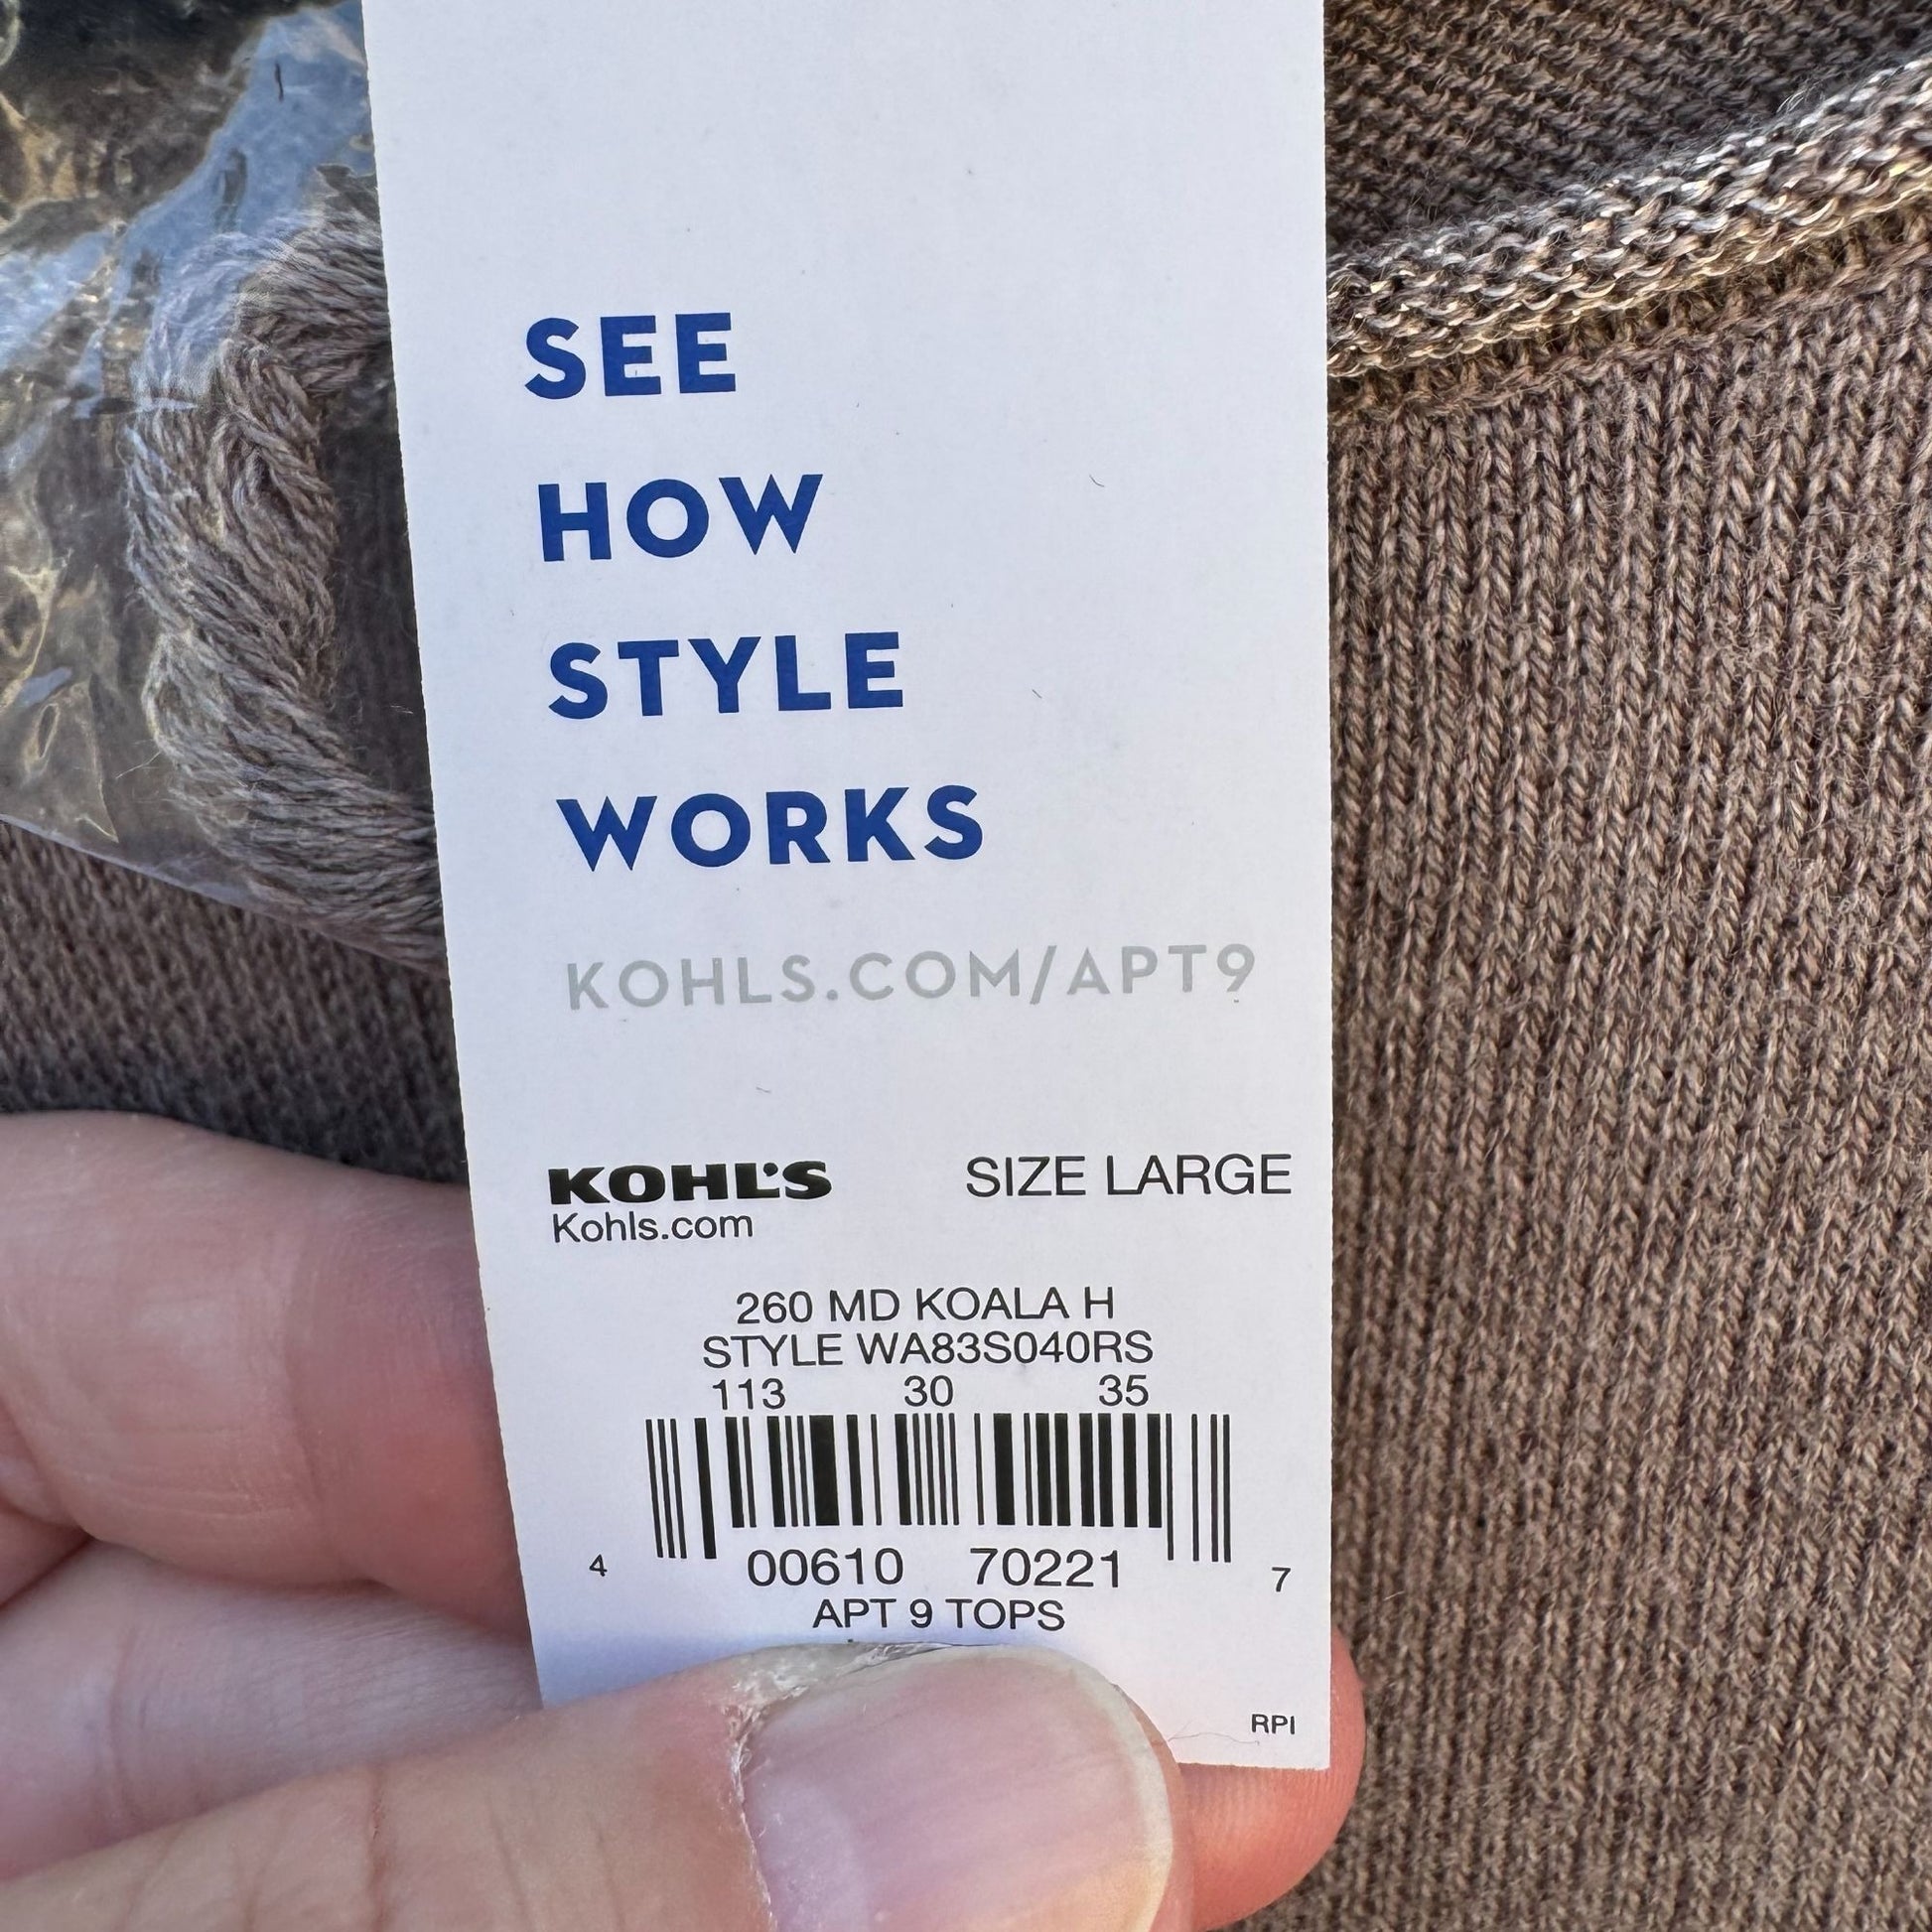 SEE
HOW
STYLE
WORKS
KOHLS.COM/APT9
KOHL'S SIZE LARGE
Kohls.com
260 MD KOALA H
STYLE WA83S040RS
113 30 35
4 00610 70221 7
APT 9 TOPS
RPI